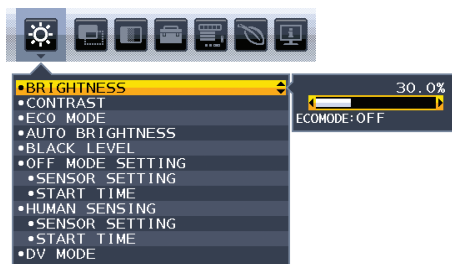 •BRIGHTNESS
30.0%
•CONTRAST
•ECO MODE
ECOMODE:OFF
•AUTO BRIGHTNESS
•BLACK LEVEL
•OFF MODE SETTING
•SENSOR SETTING
•START TIME
•HUMAN SENSING
•SENSOR SETTING
•START TIME
•DV MODE